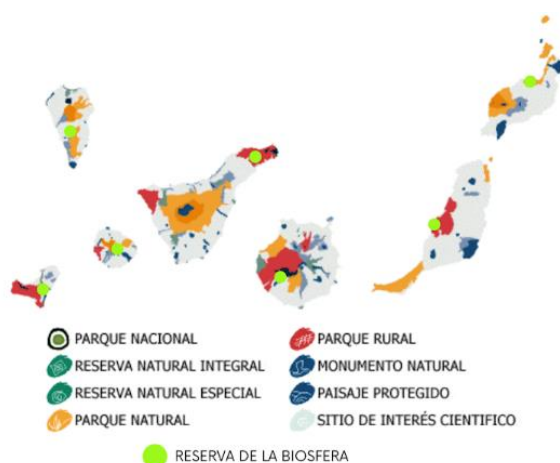 PARQUE NACIONAL
RESERVA NATURAL INTEGRAL
RESERVA NATURAL ESPECIAL
PARQUE NATURAL
PARQUE RURAL
MONUMENTO NATURAL
PAISAJE PROTEGIDO
SITIO DE INTERÉS CIENTIFICO
RESERVA DE LA BIOSFERA